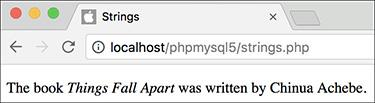 Strings
localhost/phpmysql5/strings.php
The book Things Fall Apart was written by Chinua Achebe.